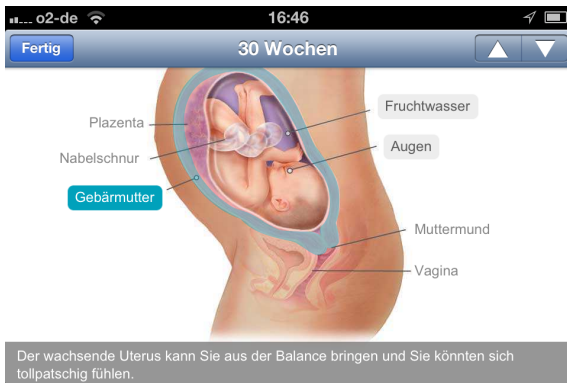 o2-de 16:46
Fertig 30 Wochen
Fruchtwasser
Plazenta
Augen
Nabelschnur
Gebärmutter
Muttermund
Vagina
Der wachsende Uterus kann Sie aus der Balance bringen und Sie könnten sich
tollpatschig fühlen.